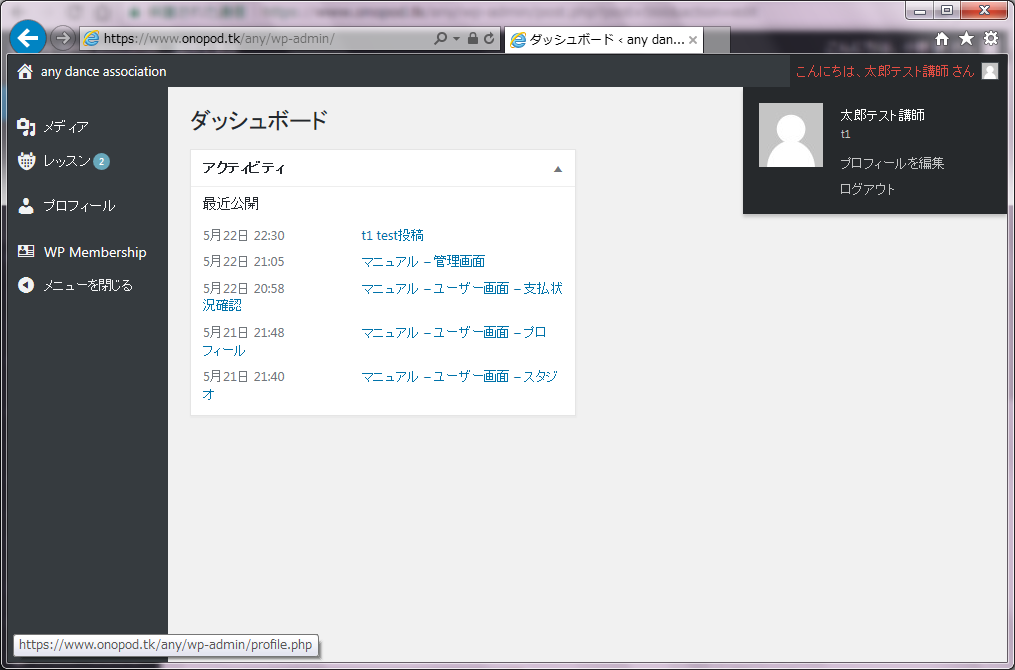 https://www.onopod.tk/any/wp-admin/
ダッシュボード ‹ any dan...
any dance association
こんにちは、太郎テスト講師 さん
太郎テスト講師
t1
プロフィールを編集
ログアウト
メディア
レッスン 2
プロフィール
WP Membership
メニューを閉じる
ダッシュボード
アクティビティ
最近公開
5月22日 22:30 t1 test投稿
5月22日 21:05 マニュアル – 管理画面
5月22日 20:58 マニュアル – ユーザー画面 – 支払状
況確認
5月21日 21:48 マニュアル – ユーザー画面 – プロ
フィール
5月21日 21:40 マニュアル – ユーザー画面 – スタジ
オ
https://www.onopod.tk/any/wp-admin/profile.php